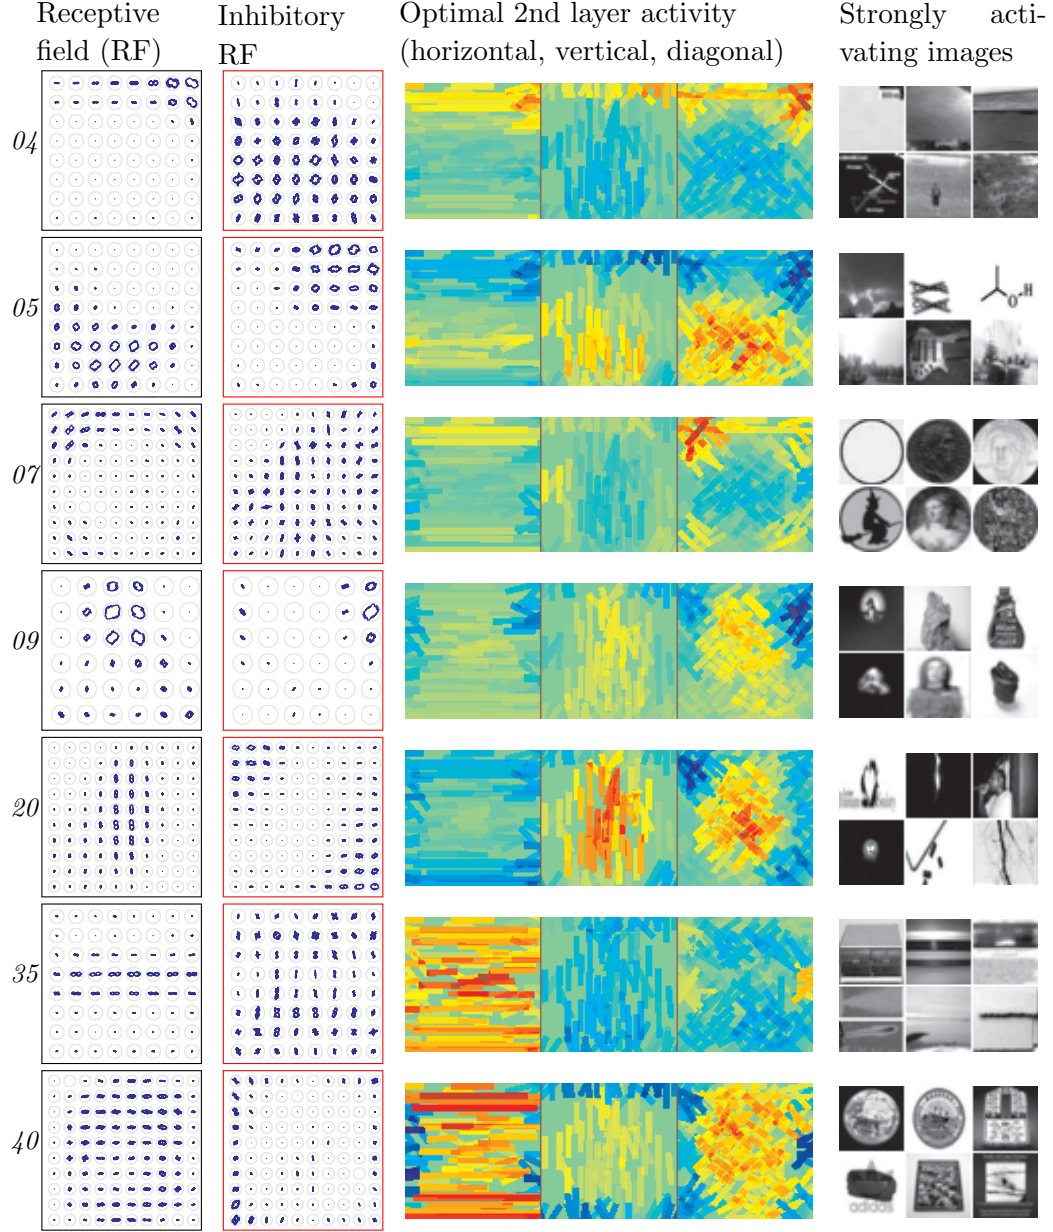 Receptive
field (RF)
Inhibitory
RF
Optimal 2nd layer activity
(horizontal, vertical, diagonal)
Strongly acti-
vating images
04
05
O H
07
09
20
35
40
adidas